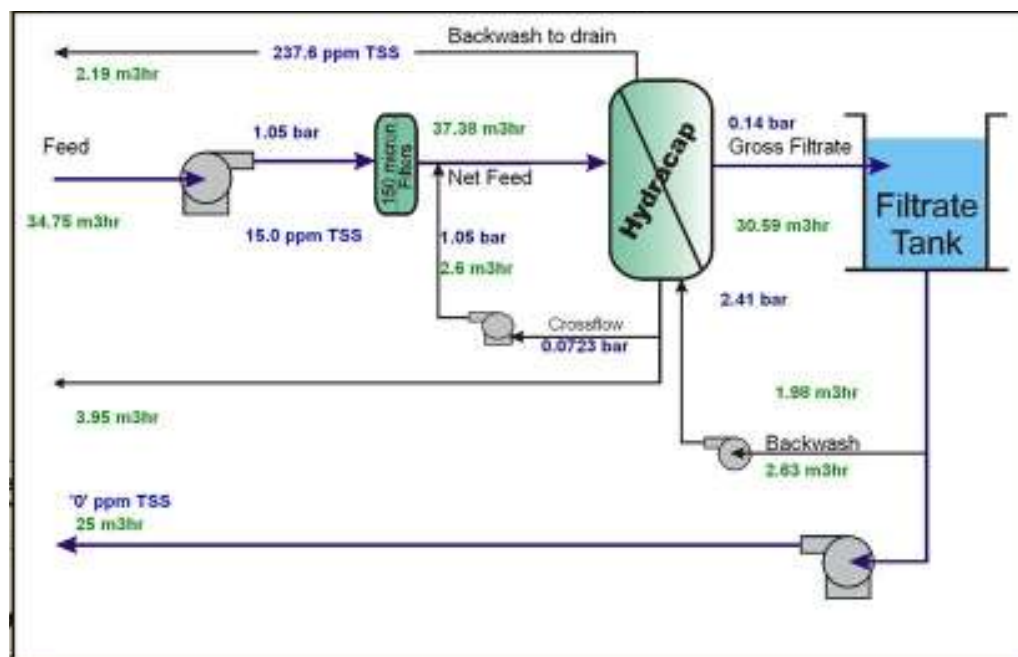 Backwash to drain
237.6 ppm TSS
2.19 m3hr
1.05 bar
37.38 m3hr
0.14 bar
Feed
150 micron
Filters
Net Feed
Hydracap
Gross Filtrate
Filtrate
Tank
34.75 m3hr
15.0 ppm TSS
1.05 bar
2.6 m3hr
30.59 m3hr
2.41 bar
Crossflow
0.0723 bar
3.95 m3hr
1.98 m3hr
Backwash
2.63 m3hr
'0' ppm TSS
25 m3hr